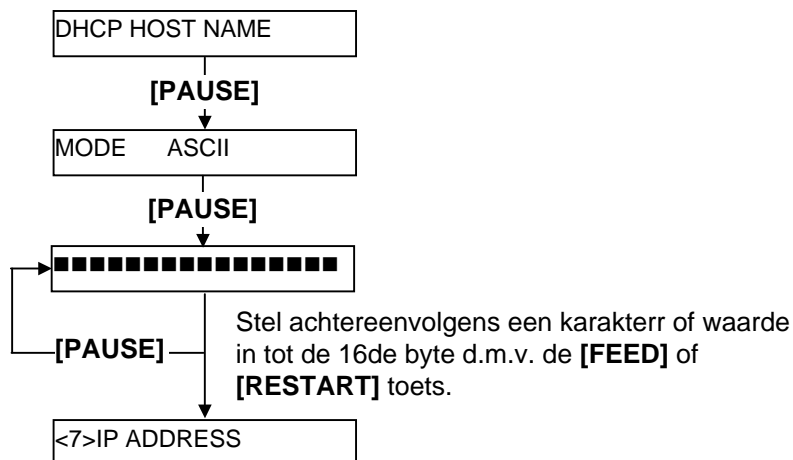 DHCP HOST NAME
[PAUSE]
MODE ASCII
[PAUSE]
■■■■■■■■■■■■■■■■
[PAUSE]
Stel achtereenvolgens een karakterr of waarde
in tot de 16de byte d.m.v. de [FEED] of
[RESTART] toets.
<7>IP ADDRESS